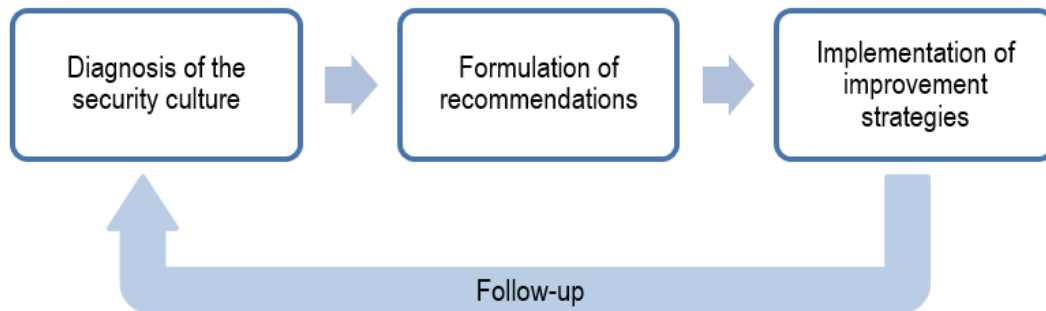 Diagnosis of the
security culture
Formulation of
recommendations
Implementation of
improvement
strategies
Follow-up